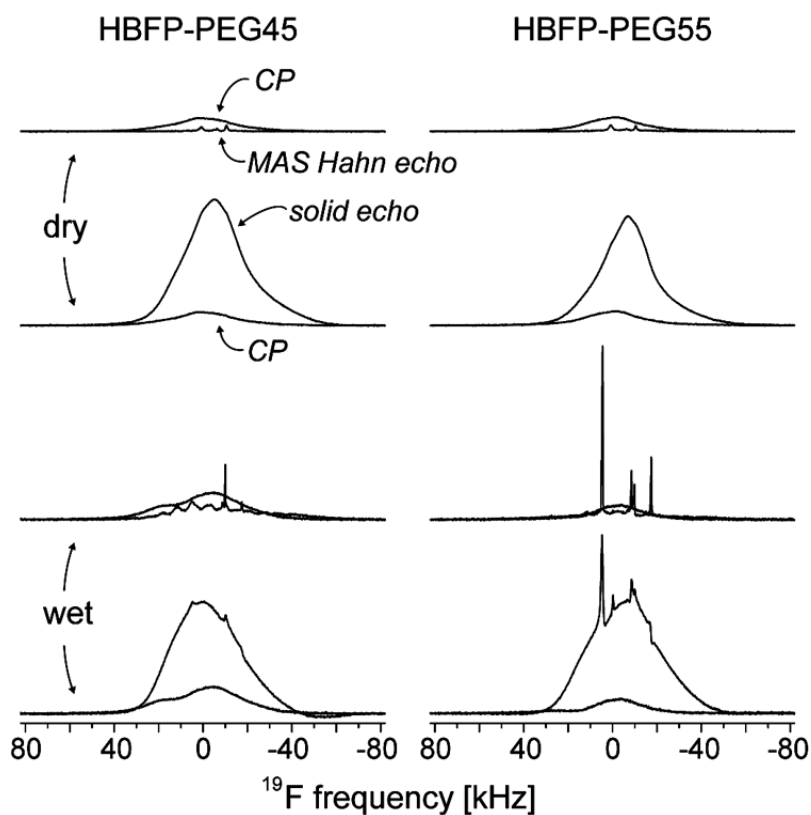 HBFP-PEG45 HBFP-PEG55
CP
MAS Hahn echo
dry
solid echo
CP
wet
80 40 0 -40 -80 80 40 0 -40 -80
¹⁹F frequency [kHz]